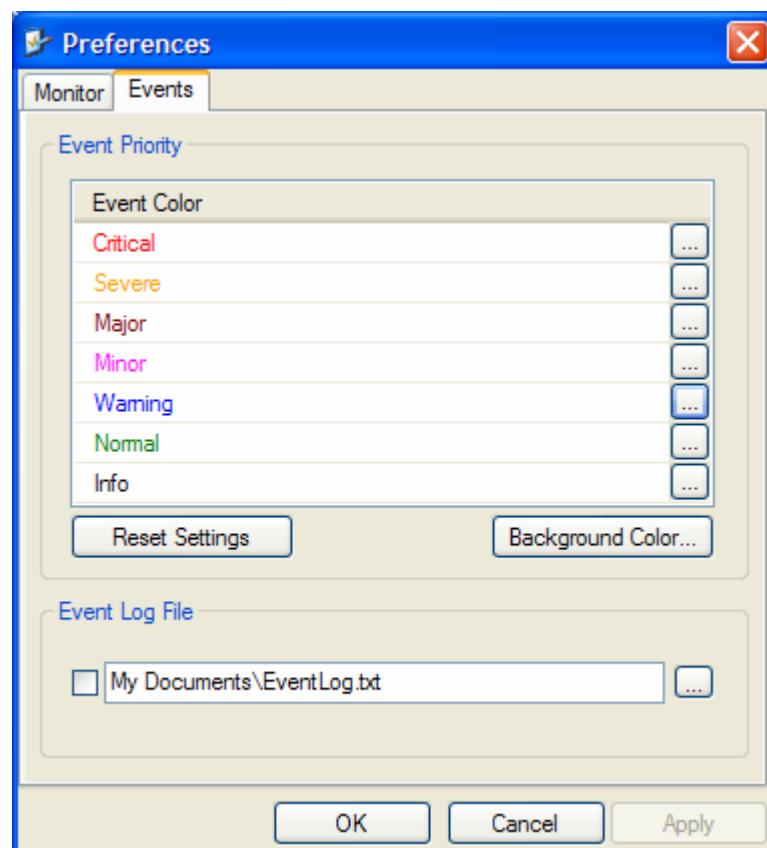 Preferences
Monitor Events
Event Priority
Event Color
Critical ...
Severe ...
Major ...
Minor ...
Warning ...
Normal ...
Info ...
Reset Settings Background Color...
Event Log File
My Documents\EventLog.txt ...
OK Cancel Apply